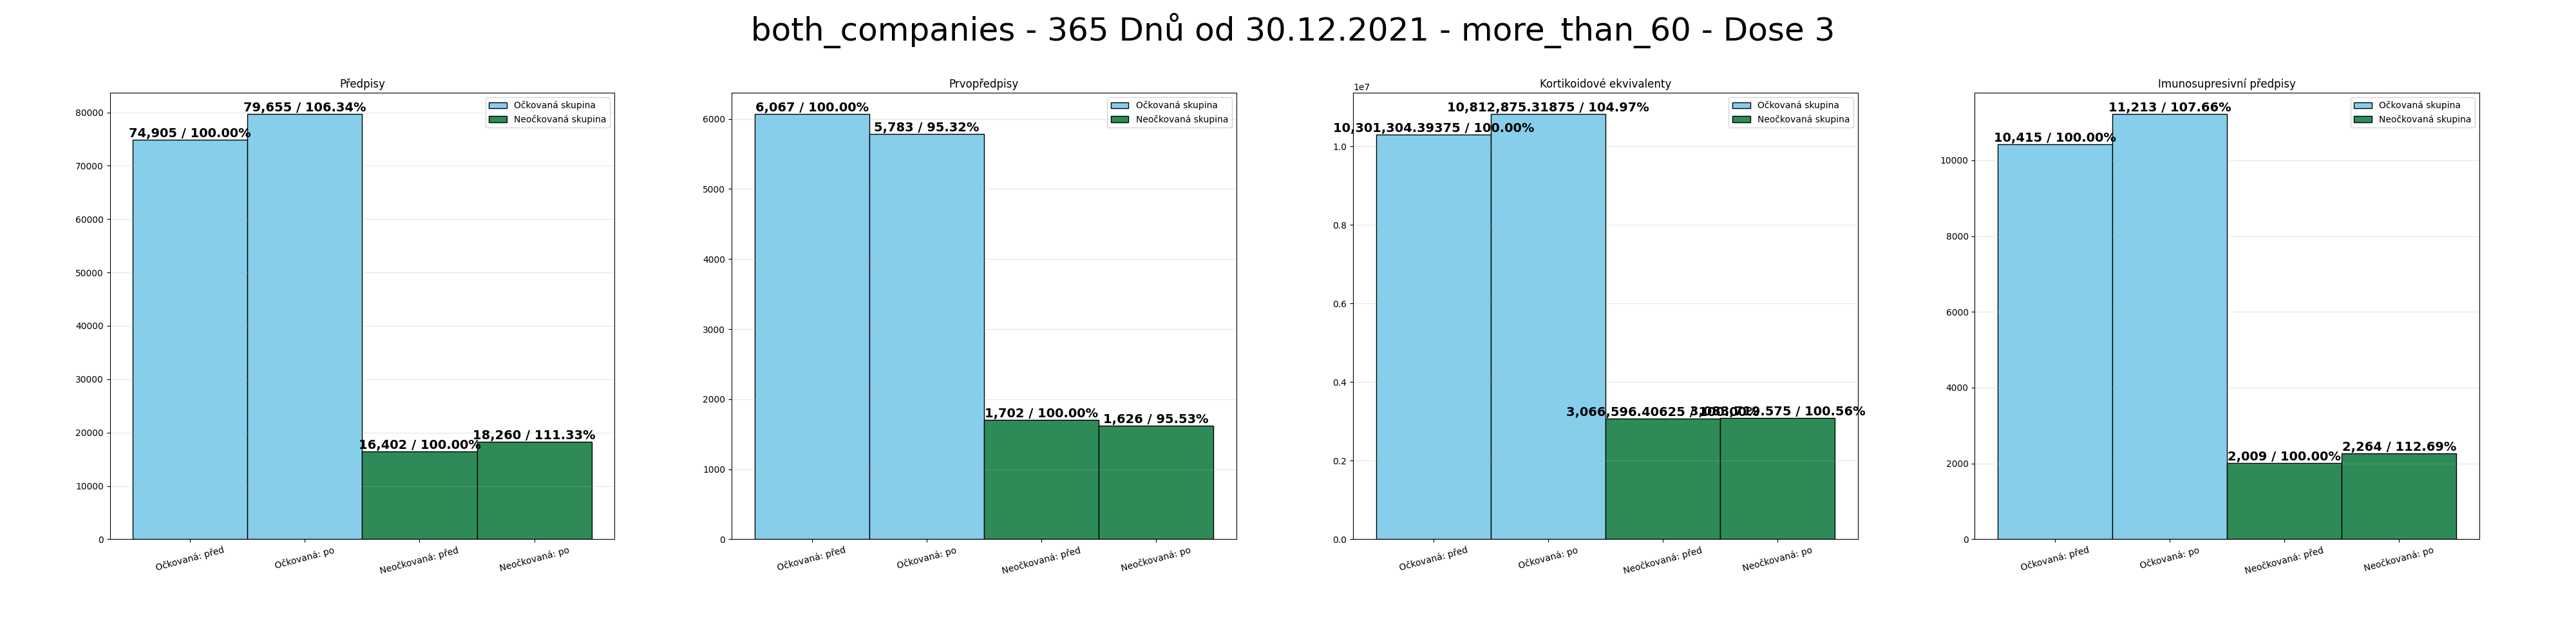 both_companies - 365 Dnů od 30.12.2021 - more_than_60 - Dose 3
Předpisy
80000
70000
60000
50000
40000
30000
20000
10000
0
74,905 / 100.00%
79,655 / 106.34%
16,402 / 100.00%
18,260 / 111.33%
Očkovaná skupina
Neočkovaná skupina
Očkovaná: před
Očkovaná: po
Neočkovaná: před
Neočkovaná: po
Prvopředpisy
6000
5000
4000
3000
2000
1000
0
6,067 / 100.00%
5,783 / 95.32%
1,702 / 100.00%
1,626 / 95.53%
Očkovaná skupina
Neočkovaná skupina
Očkovaná: před
Očkovaná: po
Neočkovaná: před
Neočkovaná: po
Kortikoidové ekvivalenty
1e7
1.0
0.8
0.6
0.4
0.2
0.0
10,301,304.39375 / 100.00%
10,812,875.31875 / 104.97%
3,066,596.40625 / 100.00%
/ 100.56%
Očkovaná skupina
Neočkovaná skupina
Očkovaná: před
Očkovaná: po
Neočkovaná: před
Neočkovaná: po
Imunosupresivní předpisy
10000
8000
6000
4000
2000
0
10,415 / 100.00%
11,213 / 107.66%
2,009 / 100.00%
2,264 / 112.69%
Očkovaná skupina
Neočkovaná skupina
Očkovaná: před
Očkovaná: po
Neočkovaná: před
Neočkovaná: po